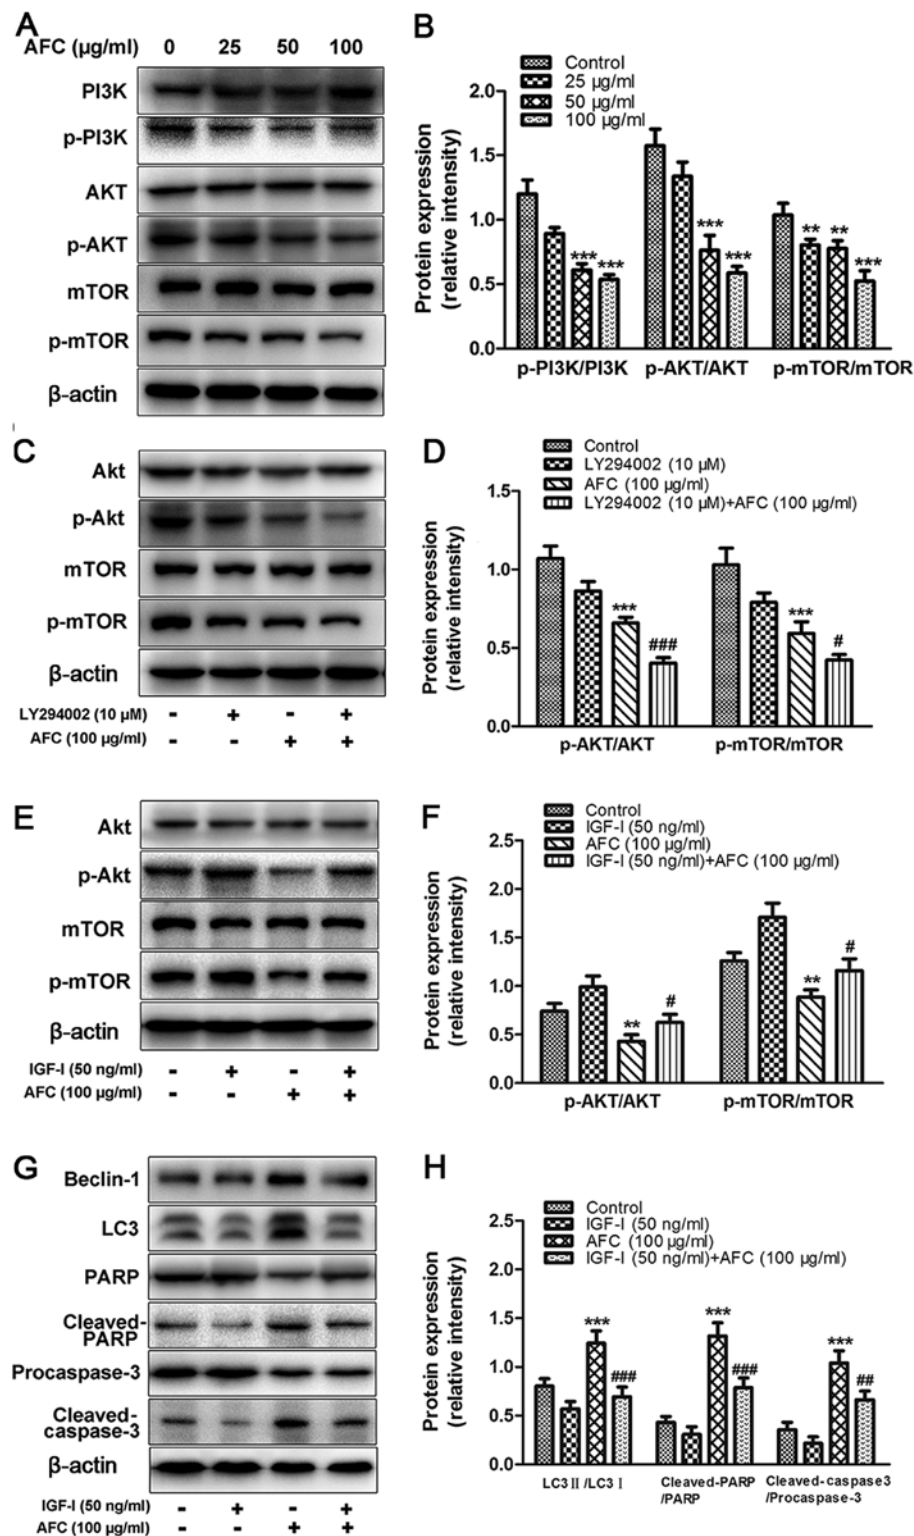 A
AFC (µg/ml) 0 25 50 100
PI3K
p-PI3K
AKT
p-AKT
mTOR
p-mTOR
β-actin
B
Control
25 µg/ml
50 µg/ml
100 µg/ml
Protein expression
(relative intensity)
2.0
1.5
1.0
0.5
0.0
*** *** *** *** ** ** ***
p-PI3K/PI3K p-AKT/AKT p-mTOR/mTOR
C
Akt
p-Akt
mTOR
p-mTOR
β-actin
LY294002 (10 µM) - + - +
AFC (100 µg/ml) - - + +
D
Control
LY294002 (10 µM)
AFC (100 µg/ml)
LY294002 (10 µM)+AFC (100 µg/ml)
Protein expression
(relative intensity)
1.5
1.0
0.5
0.0
*** ### *** #
p-AKT/AKT p-mTOR/mTOR
E
Akt
p-Akt
mTOR
p-mTOR
β-actin
IGF-I (50 ng/ml) - + - +
AFC (100 µg/ml) - - + +
F
Control
IGF-I (50 ng/ml)
AFC (100 µg/ml)
IGF-I (50 ng/ml)+AFC (100 µg/ml)
Protein expression
(relative intensity)
2.5
2.0
1.5
1.0
0.5
0.0
** # ** #
p-AKT/AKT p-mTOR/mTOR
G
Beclin-1
LC3
PARP
Cleaved-
PARP
Procaspase-3
Cleaved-
caspase-3
β-actin
IGF-I (50 ng/ml) - + - +
AFC (100 µg/ml) - - + +
H
Control
IGF-I (50 ng/ml)
AFC (100 µg/ml)
IGF-I (50 ng/ml)+AFC (100 µg/ml)
Protein expression
(relative intensity)
2.5
2.0
1.5
1.0
0.5
0.0
*** ### *** ### *** ##
LC3 Ⅱ /LC3 Ⅰ Cleaved-PARP Cleaved-caspase3
/PARP /Procaspase-3